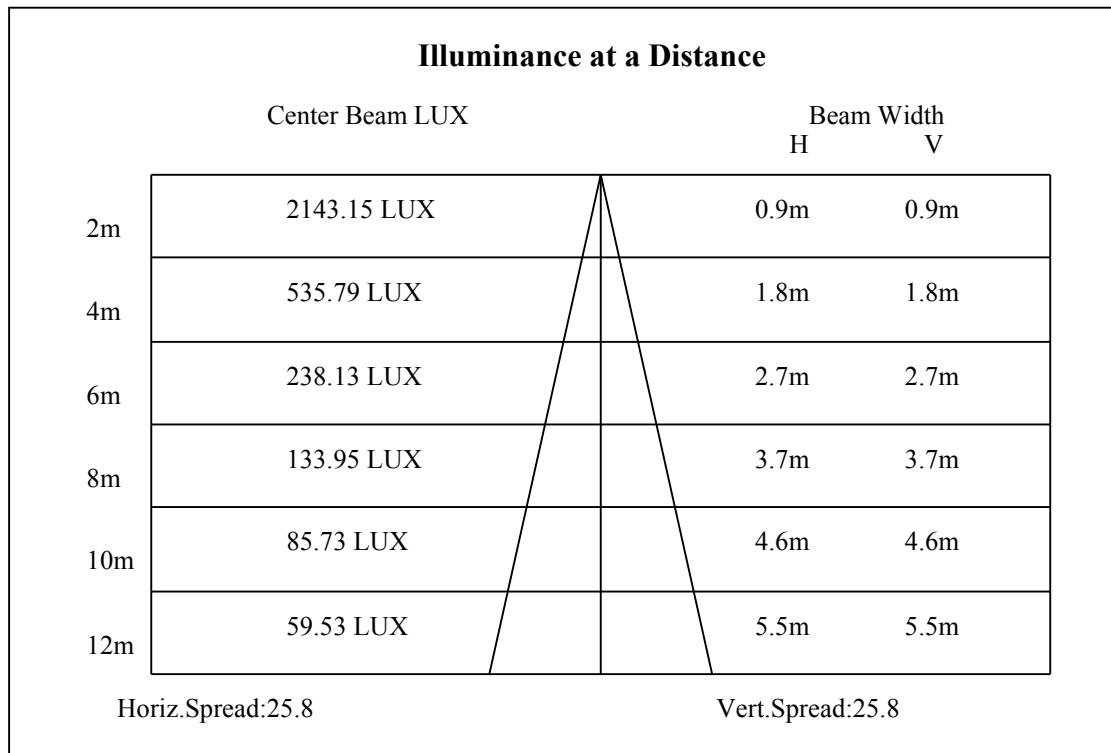 Illuminance at a Distance
Center Beam LUX Beam Width
H V
2m 2143.15 LUX 0.9m 0.9m
4m 535.79 LUX 1.8m 1.8m
6m 238.13 LUX 2.7m 2.7m
8m 133.95 LUX 3.7m 3.7m
10m 85.73 LUX 4.6m 4.6m
12m 59.53 LUX 5.5m 5.5m
Horiz.Spread:25.8 Vert.Spread:25.8